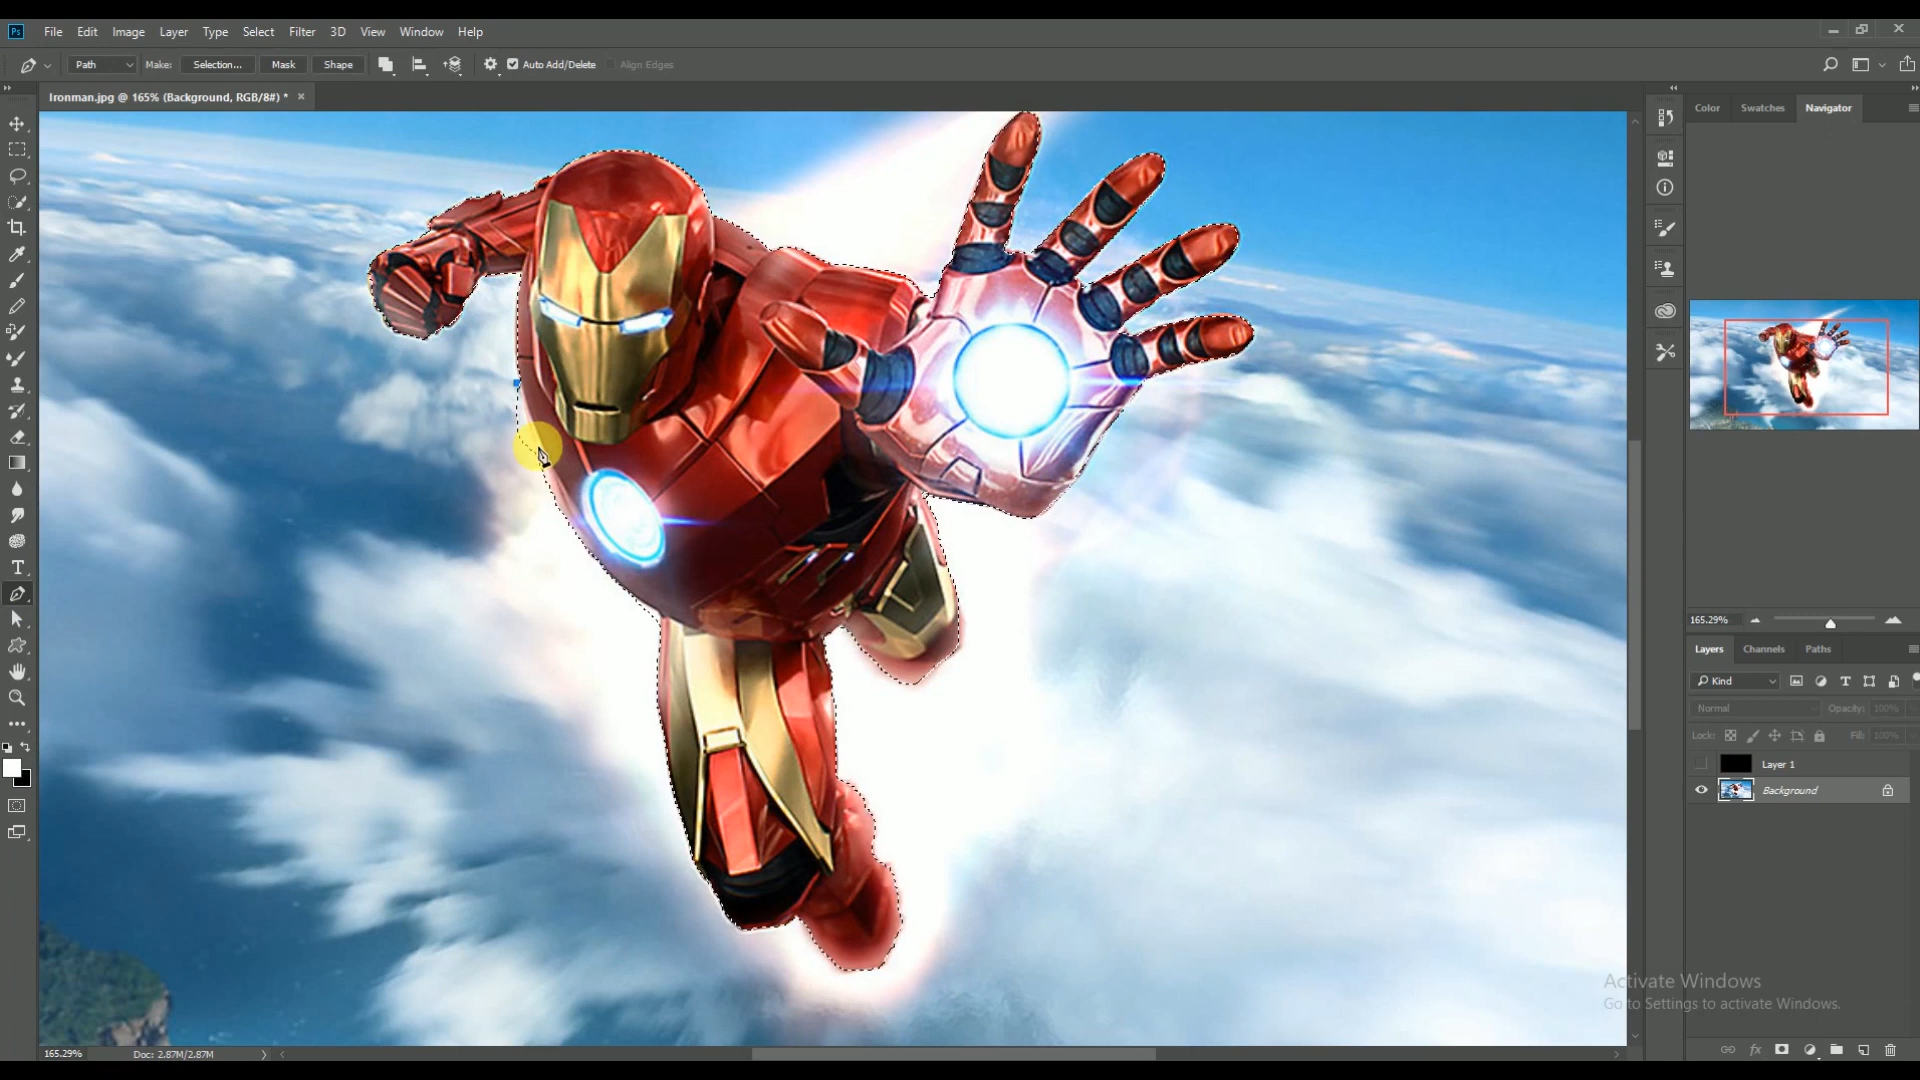 Ps File Edit Image Layer Type Select Filter 3D View Window Help
Path Make: Selection... Mask Shape Auto Add/Delete Align Edges
Ironman.jpg @ 165% (Background, RGB/8#) * ×
Color Swatches Navigator
165.29%
Layers Channels Paths
Kind
Normal Opacity: 100%
Lock: Fill: 100%
Layer 1
Background
Activate Windows
Go to Settings to activate Windows.
165.29% Doc: 2.87M/2.87M
fx